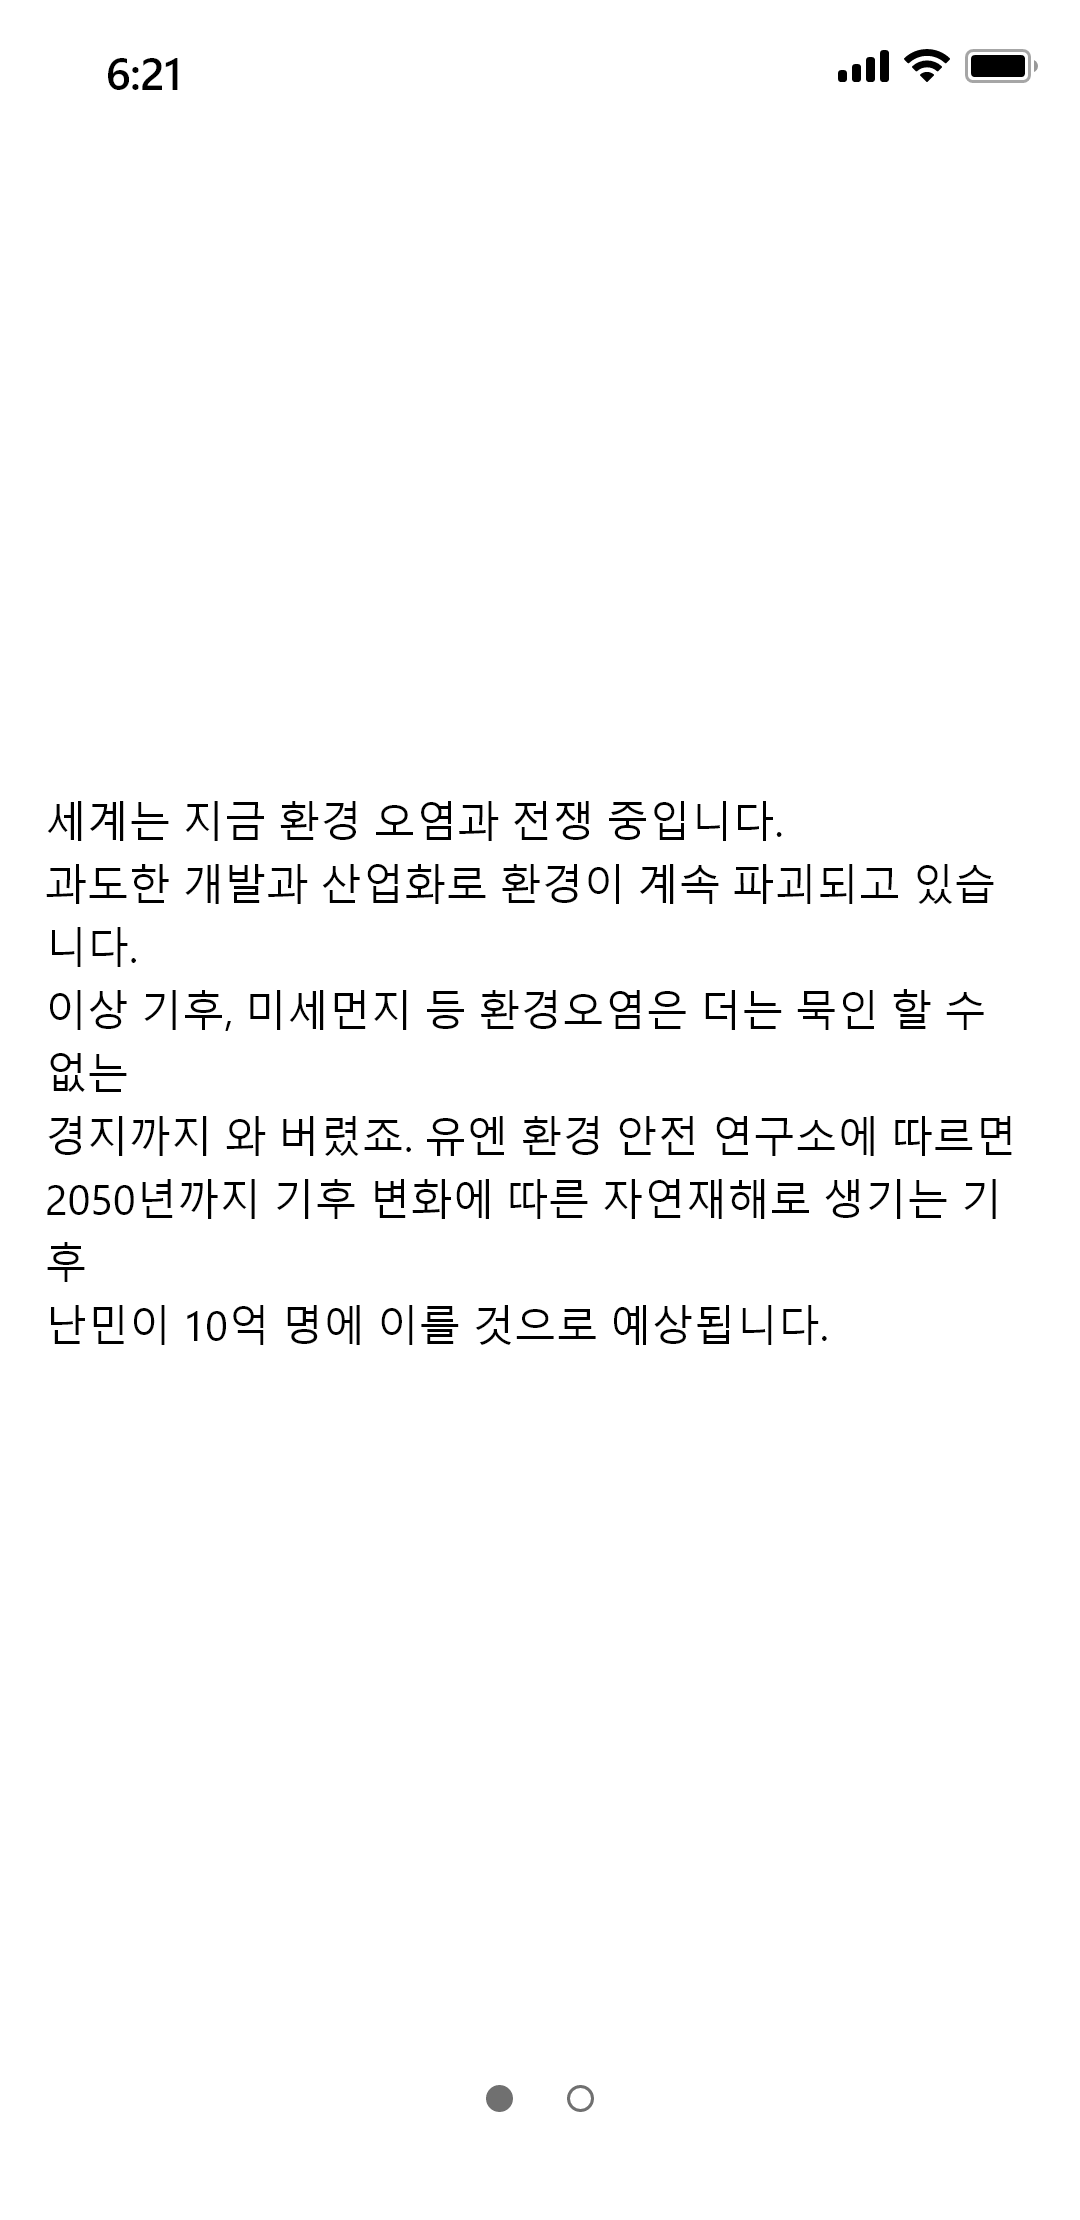 6:21
세계는 지금 환경 오염과 전쟁 중입니다.
과도한 개발과 산업화로 환경이 계속 파괴되고 있습
니다.
이상 기후, 미세먼지 등 환경오염은 더는 묵인 할 수
없는
경지까지 와 버렸죠. 유엔 환경 안전 연구소에 따르면
2050년까지 기후 변화에 따른 자연재해로 생기는 기
후
난민이 10억 명에 이를 것으로 예상됩니다.